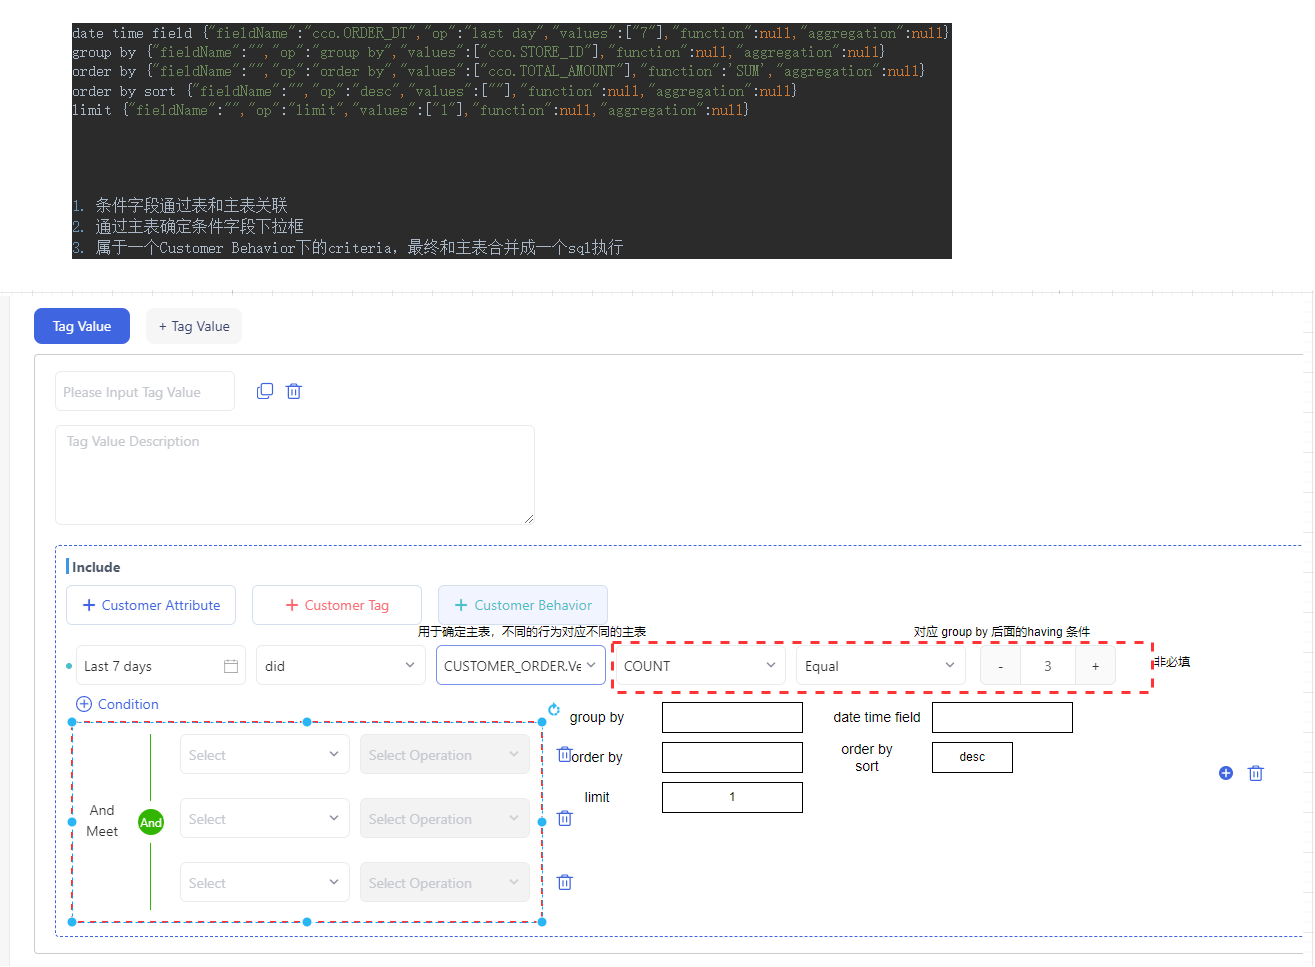 date time field {"fieldName":"cco.ORDER_DT","op":"last day","values":["7"],"function":null,"aggregation":null}
group by {"fieldName":"","op":"group by","values":["cco.STORE_ID"],"function":null,"aggregation":null}
order by {"fieldName":"","op":"order by","values":["cco.TOTAL_AMOUNT"],"function":'SUM',"aggregation":null}
order by sort {"fieldName":"","op":"desc","values":[""],"function":null,"aggregation":null}
limit {"fieldName":"","op":"limit","values":["1"],"function":null,"aggregation":null}
1. 条件字段通过表和主表关联
2. 通过主表确定条件字段下拉框
3. 属于一个Customer Behavior下的criteria, 最终和主表合并成一个sql执行
Tag Value
+ Tag Value
Please Input Tag Value
Tag Value Description
Include
+ Customer Attribute
+ Customer Tag
+ Customer Behavior
用于确定主表，不同的行为对应不同的主表
对应 group by 后面的having 条件
Last 7 days
did
CUSTOMER_ORDER.Ve
COUNT
Equal
- 3 +
非必填
Condition
group by
date time field
Select
Select Operation
order by
order by
sort
desc
limit
1
And
Meet
And
Select
Select Operation
Select
Select Operation